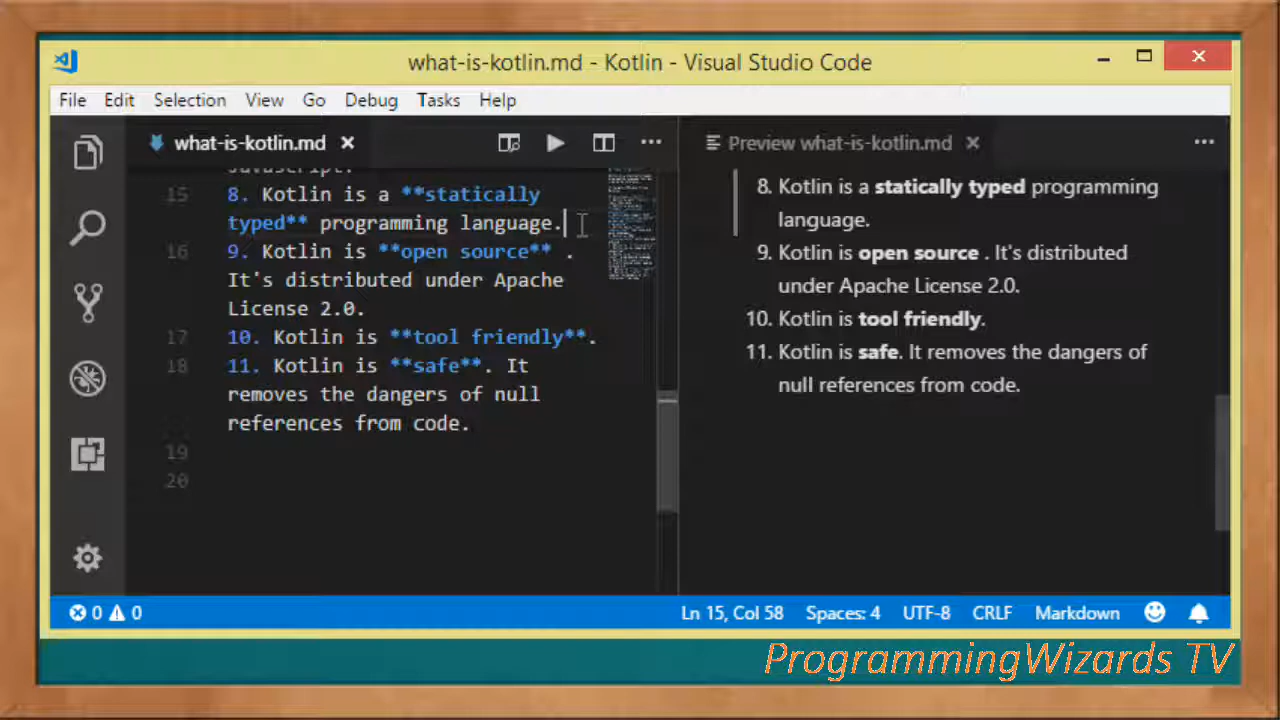 what-is-kotlin.md - Kotlin - Visual Studio Code
File Edit Selection View Go Debug Tasks Help
what-is-kotlin.md
JavaScript.
15 8. Kotlin is a **statically
typed** programming language.
16 9. Kotlin is **open source** .
It's distributed under Apache
License 2.0.
17 10. Kotlin is **tool friendly**.
18 11. Kotlin is **safe**. It
removes the dangers of null
references from code.
19
20
Preview what-is-kotlin.md
8. Kotlin is a statically typed programming
language.
9. Kotlin is open source . It's distributed
under Apache License 2.0.
10. Kotlin is tool friendly.
11. Kotlin is safe. It removes the dangers of
null references from code.
0 0 Ln 15, Col 58 Spaces: 4 UTF-8 CRLF Markdown
ProgrammingWizards TV